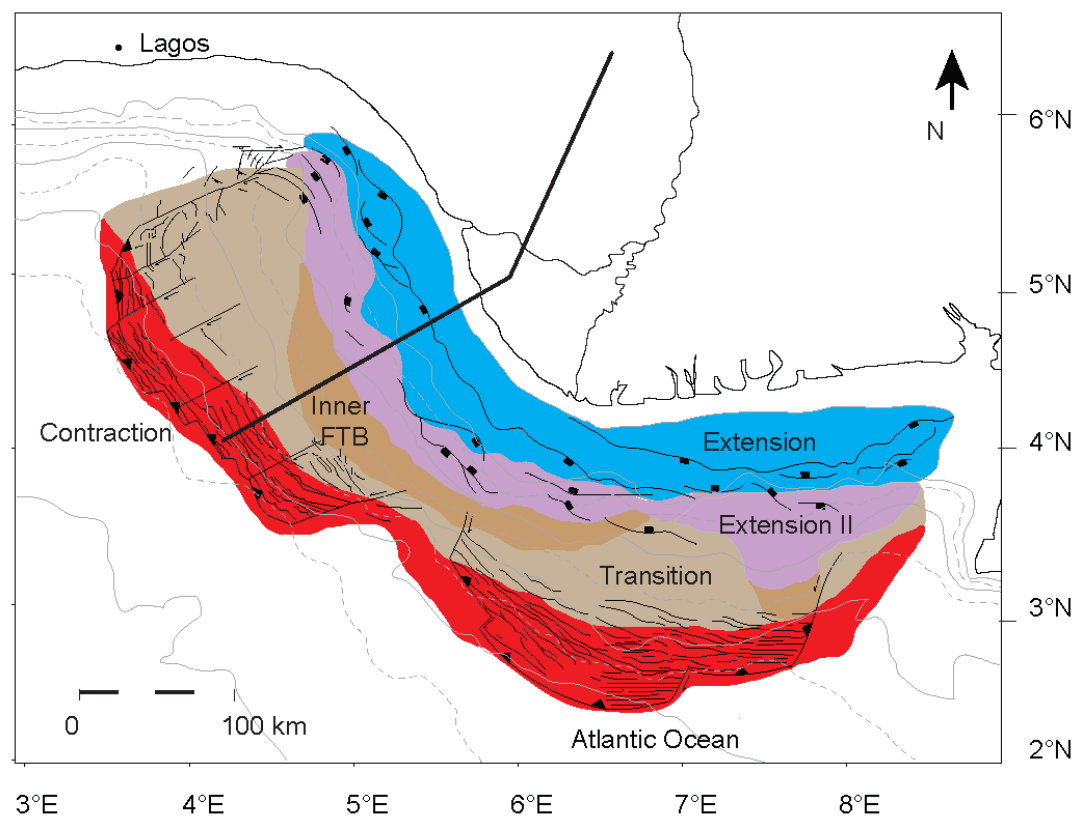 Lagos
6°N
N
5°N
Inner
FTB
Contraction
Extension
4°N
Extension II
Transition
3°N
0
100 km
Atlantic Ocean
2°N
3°E
4°E
5°E
6°E
7°E
8°E